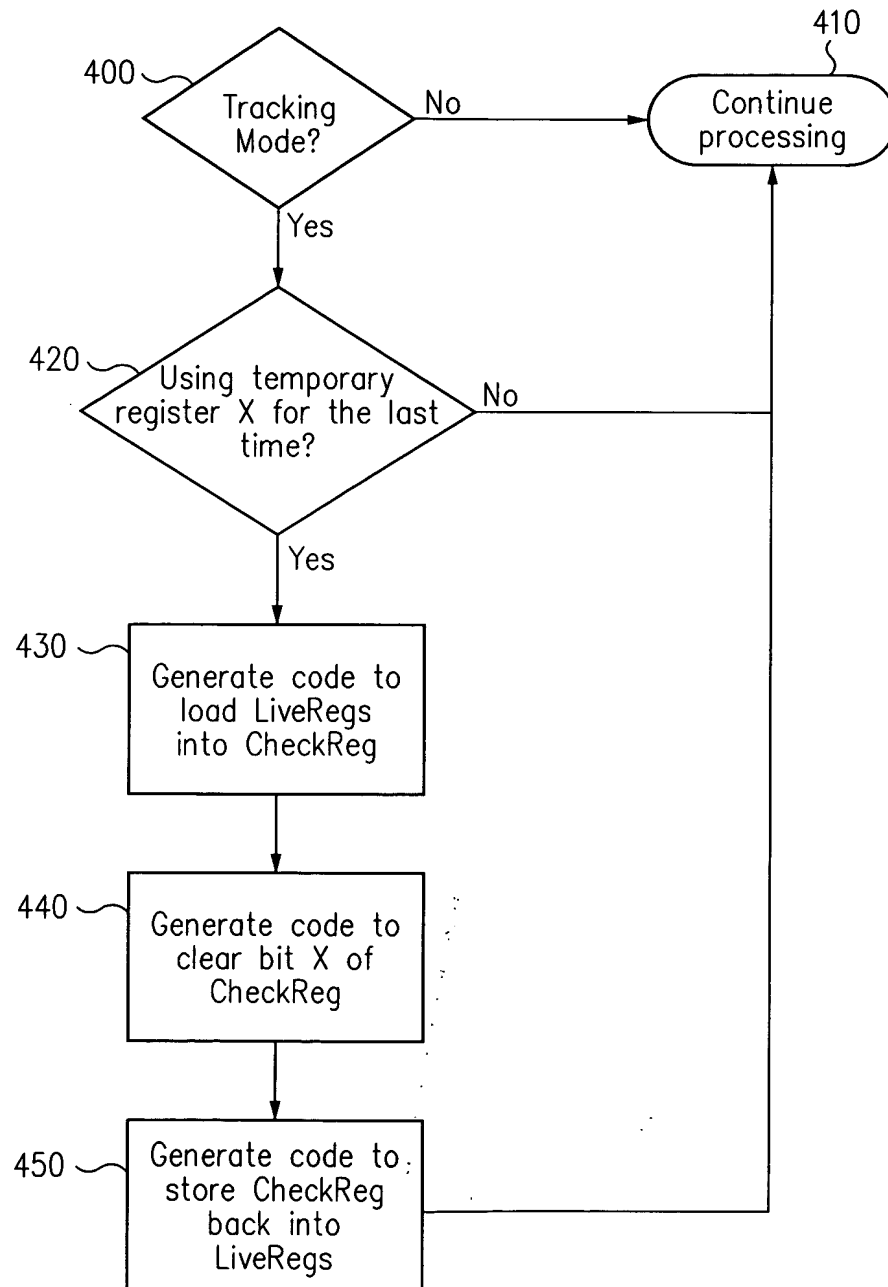 400
Tracking
Mode?
No
410
Continue
processing
Yes
420
Using temporary
register X for the last
time?
No
Yes
430
Generate code to
load LiveRegs
into CheckReg
440
Generate code to
clear bit X of
CheckReg
450
Generate code to
store CheckReg
back into
LiveRegs